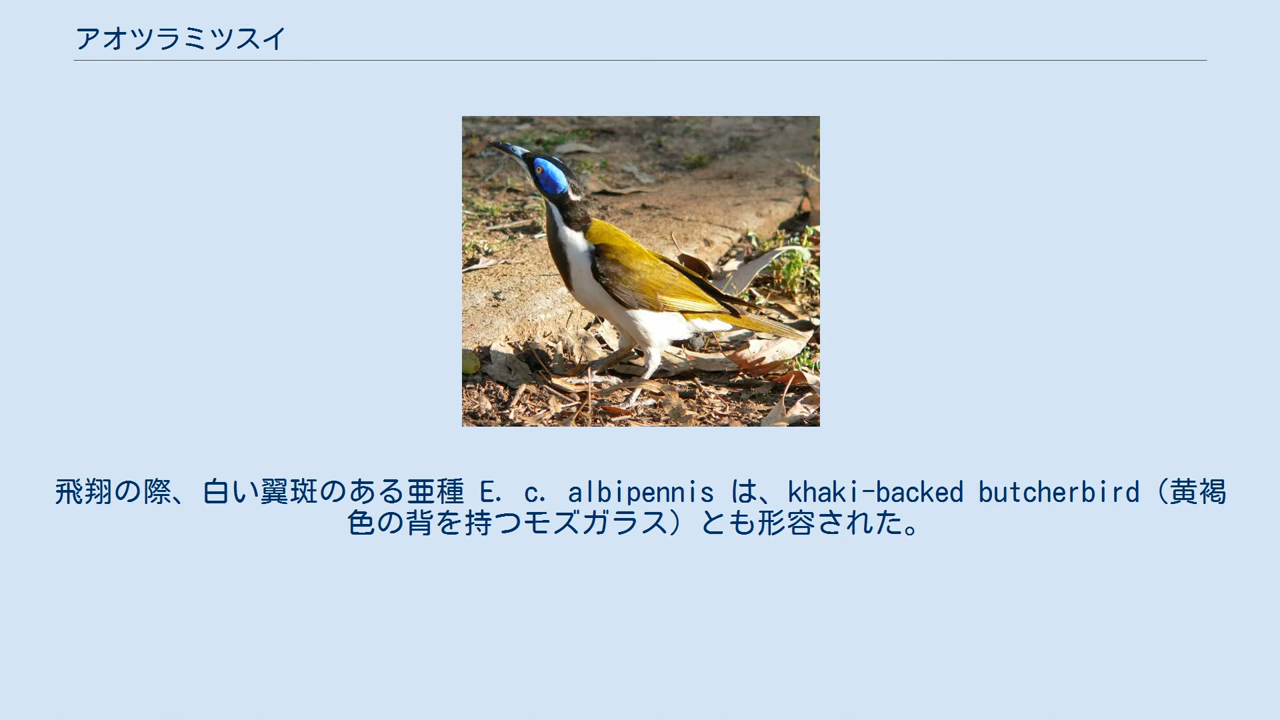 アオツラミツスイ
飛翔の際、白い翼斑のある亜種 E. c. albipennis は、khaki-backed butcherbird（黄褐
色の背を持つモズガラス）とも形容された。